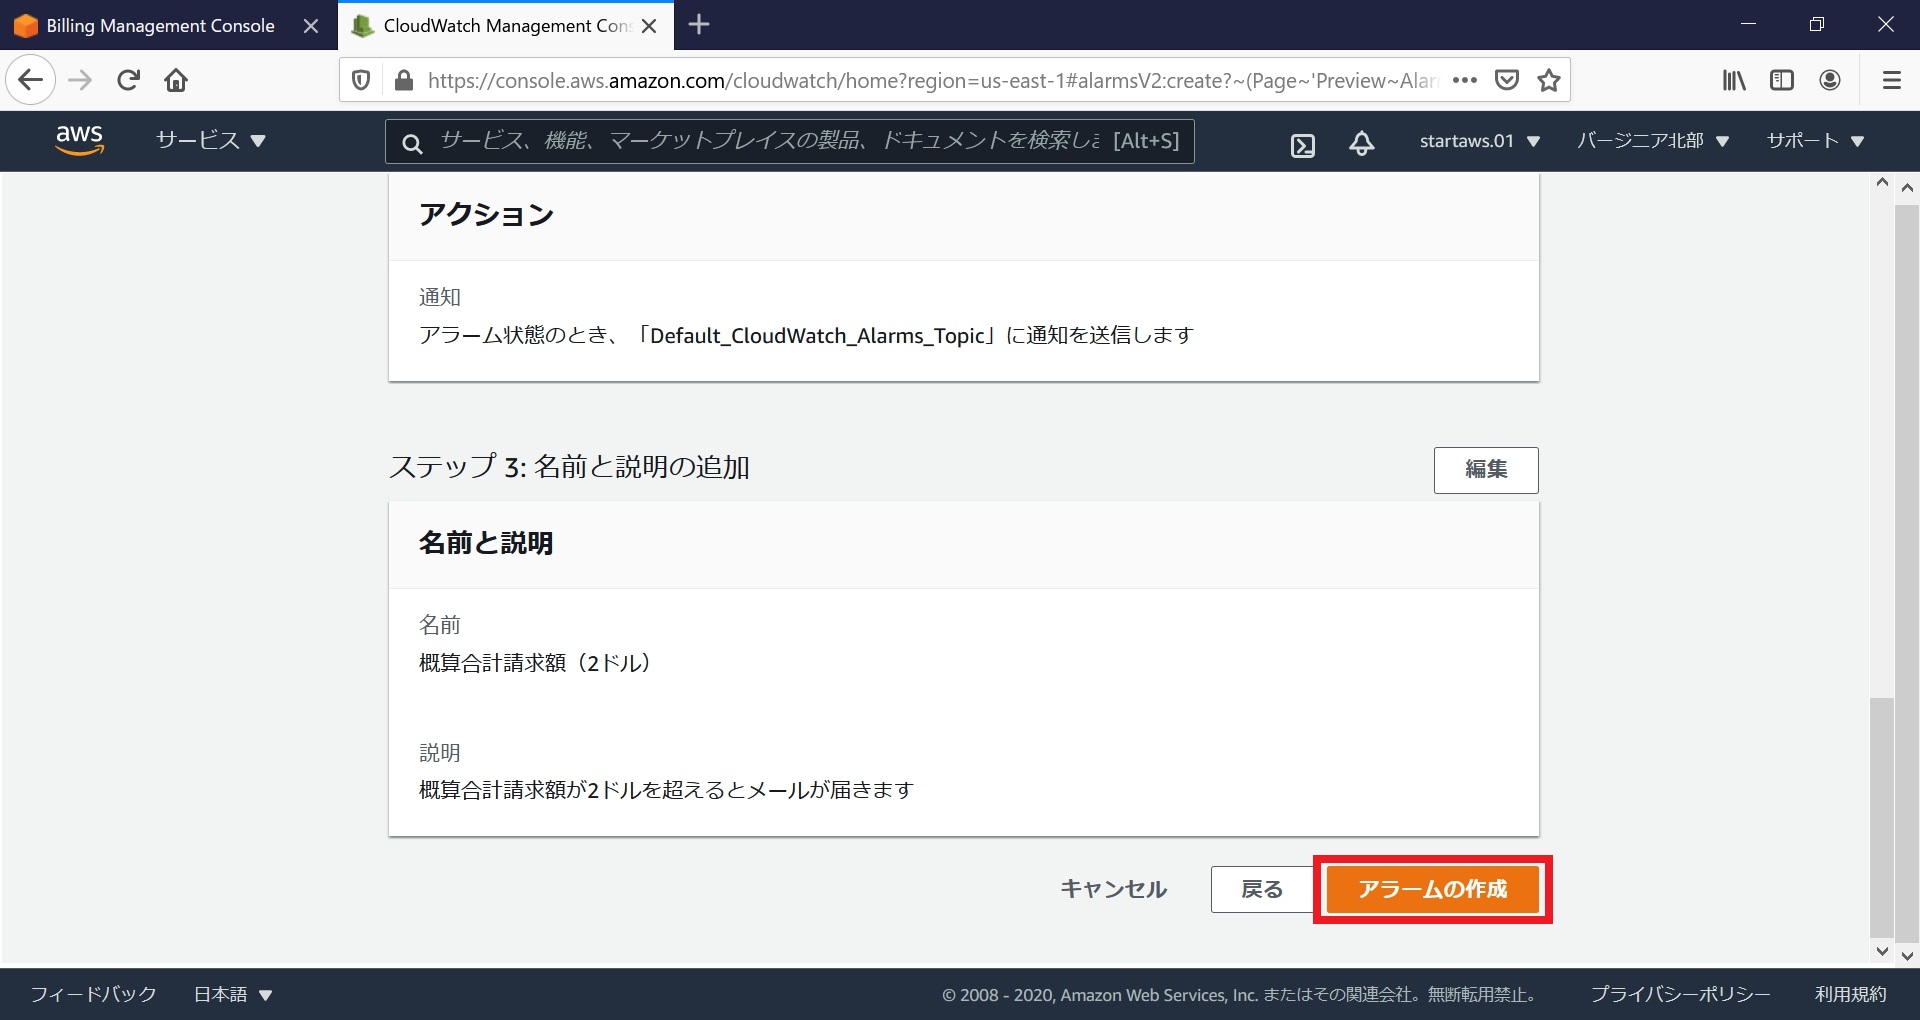 Billing Management Console
CloudWatch Management Con
https://console.aws.amazon.com/cloudwatch/home?region=us-east-1#alarmsV2:create?~(Page~'Preview~Alar
aws
サービス
サービス、機能、マーケットプレイスの製品、ドキュメントを検索しま [Alt+S]
startaws.01
バージニア北部
サポート
アクション
通知
アラーム状態のとき、「Default_CloudWatch_Alarms_Topic」に通知を送信します
ステップ 3: 名前と説明の追加
編集
名前と説明
名前
概算合計請求額（2ドル）
説明
概算合計請求額が2ドルを超えるとメールが届きます
キャンセル
戻る
アラームの作成
フィードバック
日本語
© 2008 - 2020, Amazon Web Services, Inc. またはその関連会社。無断転用禁止。
プライバシーポリシー
利用規約